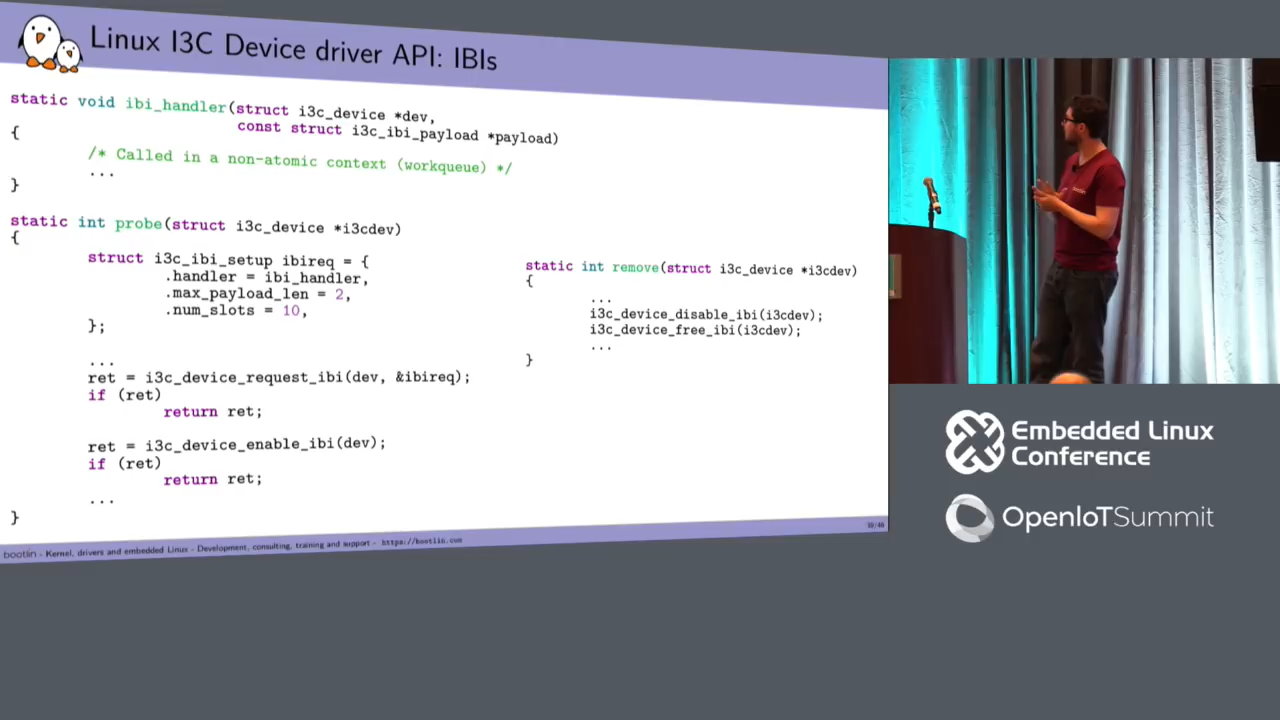 Linux I3C Device driver API: IBIs
static void ibi_handler(struct i3c_device *dev,
const struct i3c_ibi_payload *payload)
{
/* Called in a non-atomic context (workqueue) */
...
}
static int probe(struct i3c_device *i3cdev)
{
struct i3c_ibi_setup ibireq = {
.handler = ibi_handler,
.max_payload_len = 2,
.num_slots = 10,
};
...
ret = i3c_device_request_ibi(dev, &ibireq);
if (ret)
return ret;
ret = i3c_device_enable_ibi(dev);
if (ret)
return ret;
...
}
static int remove(struct i3c_device *i3cdev)
{
...
i3c_device_disable_ibi(i3cdev);
i3c_device_free_ibi(i3cdev);
...
}
bootlin - Kernel, drivers and embedded Linux - Development, consulting, training and support - https://bootlin.com
Embedded Linux
Conference
OpenIoTSummit